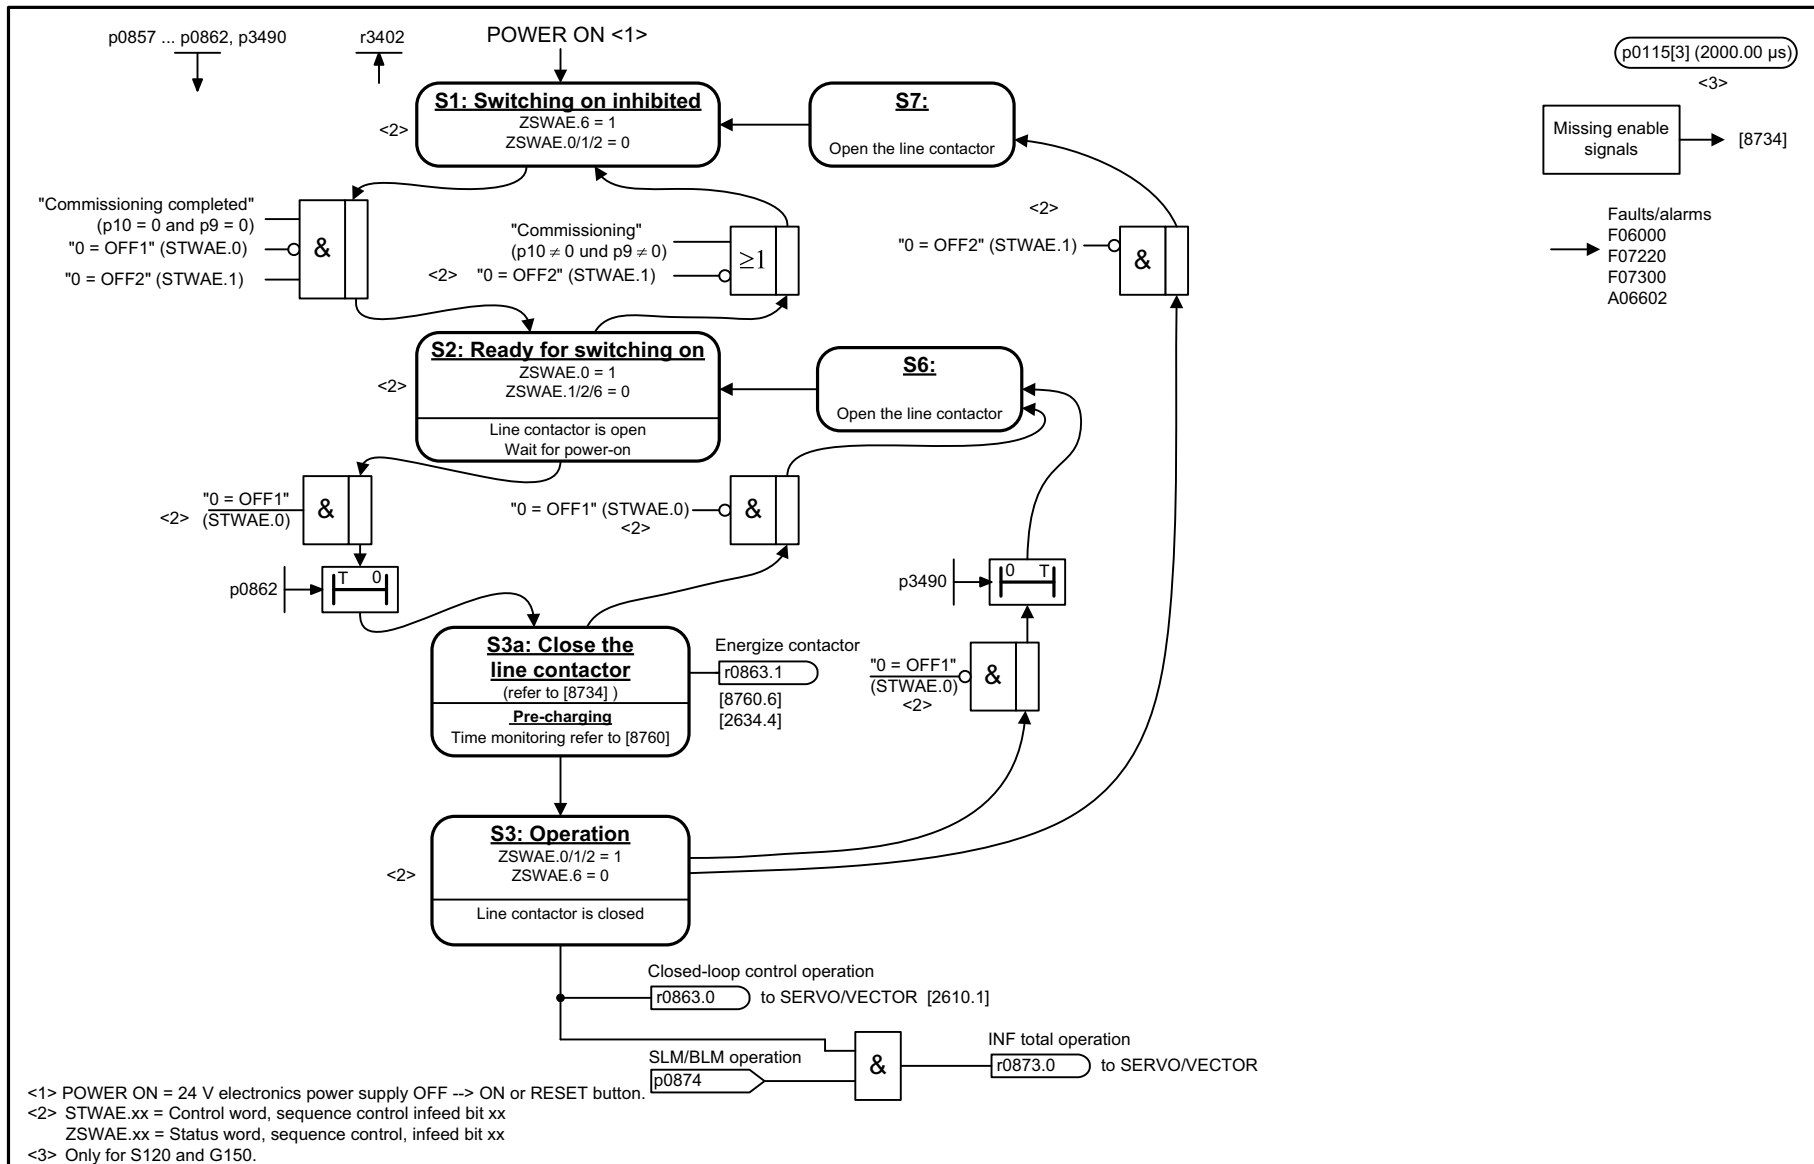 p0857 ... p0862, p3490
r3402
POWER ON <1>
p0115[3] (2000.00 µs)
<3>
S1: Switching on inhibited
ZSWAE.6 = 1
ZSWAE.0/1/2 = 0
<2>
S7:
Open the line contactor
Missing enable
signals
[8734]
"Commissioning completed"
(p10 = 0 and p9 = 0)
"0 = OFF1" (STWAE.0)
"0 = OFF2" (STWAE.1)
&
"Commissioning"
(p10 ≠ 0 und p9 ≠ 0)
<2> "0 = OFF2" (STWAE.1)
≥1
<2>
"0 = OFF2" (STWAE.1)
&
Faults/alarms
F06000
F07220
F07300
A06602
S2: Ready for switching on
ZSWAE.0 = 1
ZSWAE.1/2/6 = 0
<2>
Line contactor is open
Wait for power-on
S6:
Open the line contactor
"0 = OFF1"
<2> (STWAE.0)
&
"0 = OFF1" (STWAE.0)
<2>
&
p0862
T 0
p3490
0 T
S3a: Close the
line contactor
(refer to [8734] )
Pre-charging
Time monitoring refer to [8760]
Energize contactor
r0863.1
[8760.6]
[2634.4]
"0 = OFF1"
(STWAE.0)
<2>
&
S3: Operation
ZSWAE.0/1/2 = 1
ZSWAE.6 = 0
<2>
Line contactor is closed
Closed-loop control operation
r0863.0 to SERVO/VECTOR [2610.1]
SLM/BLM operation
p0874
&
INF total operation
r0873.0 to SERVO/VECTOR
<1> POWER ON = 24 V electronics power supply OFF --> ON or RESET button.
<2> STWAE.xx = Control word, sequence control infeed bit xx
ZSWAE.xx = Status word, sequence control, infeed bit xx
<3> Only for S120 and G150.